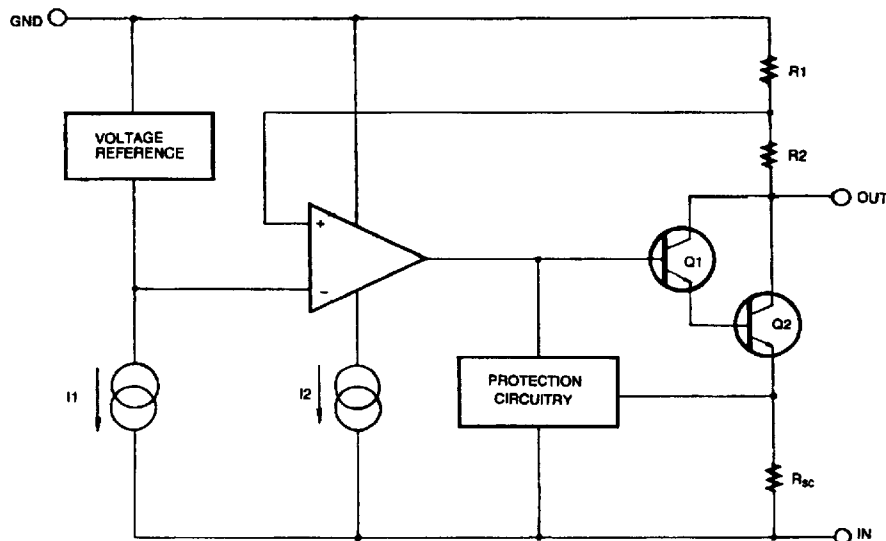 GND
R1
VOLTAGE
REFERENCE
R2
OUT
+
Q1
−
Q2
I1
I2
PROTECTION
CIRCUITRY
Rsc
IN